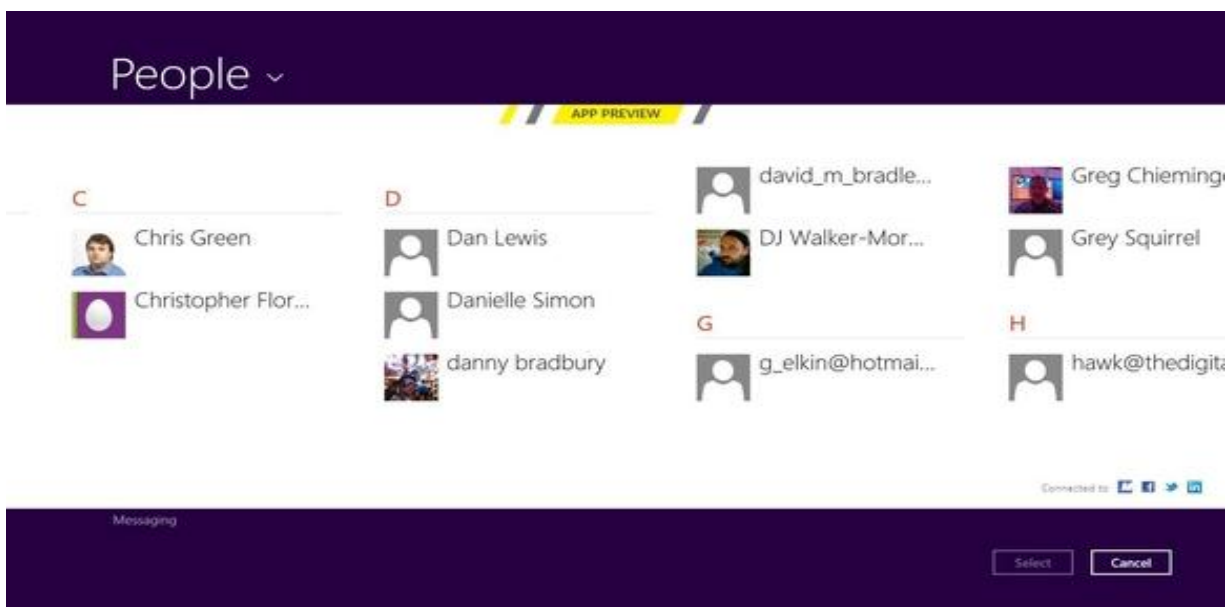 People
APP PREVIEW
C
Chris Green
Christopher Flor...
D
Dan Lewis
Danielle Simon
danny bradbury
david_m_bradle...
DJ Walker-Mor...
G
g_elkin@hotmai...
Greg Chieminge
Grey Squirrel
H
hawk@thedigita
Connected to
Messaging
Select
Cancel